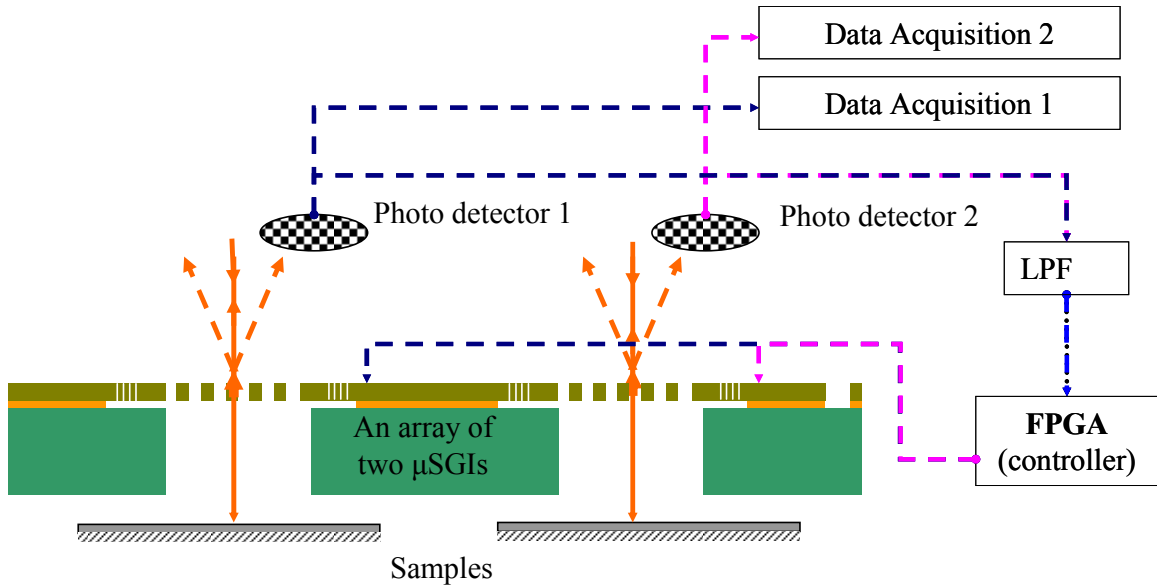 Data Acquisition 2
Data Acquisition 1
Photo detector 1
Photo detector 2
LPF
An array of
two μSGIs
FPGA
(controller)
Samples